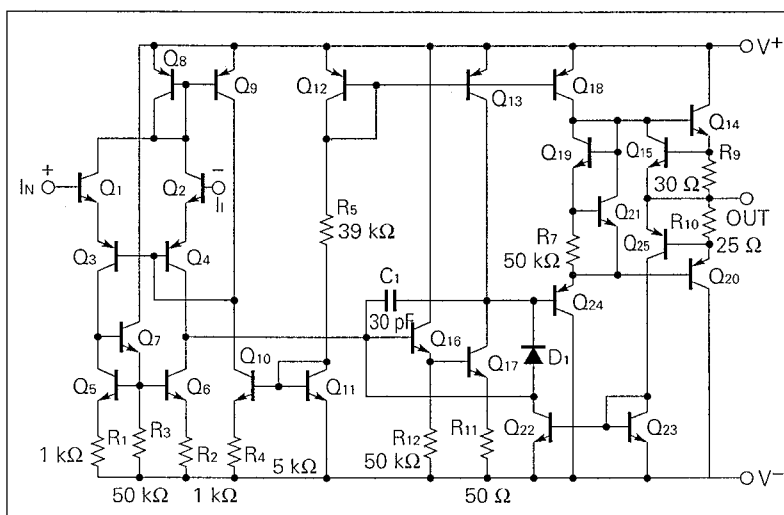 V+
Q8
Q9
Q12
Q13
Q18
Q14
Q19
Q15
R9
30 Ω
+
IN
Q1
−
Q2
II
OUT
R5
39 kΩ
Q21
R10
25 Ω
Q3
Q4
R7
50 kΩ
Q25
Q20
C1
30 pF
Q24
Q7
Q16
Q17
D1
Q5
Q6
Q10
Q11
Q22
Q23
R1
1 kΩ
R3
50 kΩ
R2
1 kΩ
R4
5 kΩ
R12
50 kΩ
R11
50 Ω
V−